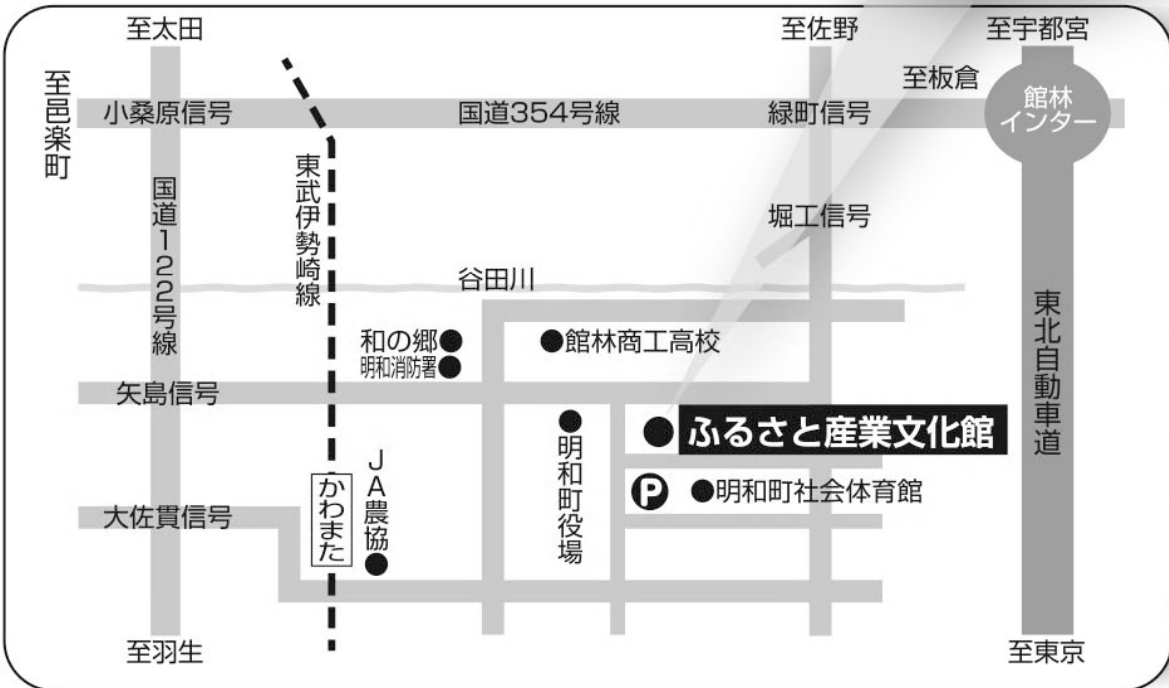 至太田
至佐野
至宇都宮
至邑楽町
至板倉
小桑原信号
国道354号線
緑町信号
館林
インター
東武伊勢崎線
国道122号線
堀工信号
谷田川
東北自動車道
和の郷
館林商工高校
明和消防署
矢島信号
ふるさと産業文化館
明和町役場
JA農協
かわまた
P
明和町社会体育館
大佐貫信号
至羽生
至東京